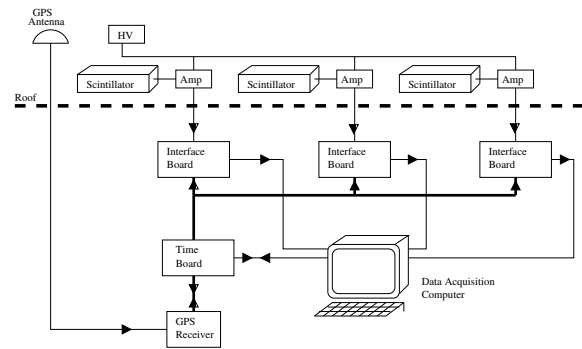 GPS
Antenna
HV
Scintillator
Amp
Scintillator
Amp
Scintillator
Amp
Roof
Interface
Board
Interface
Board
Interface
Board
Time
Board
Data Acquisition
Computer
GPS
Receiver